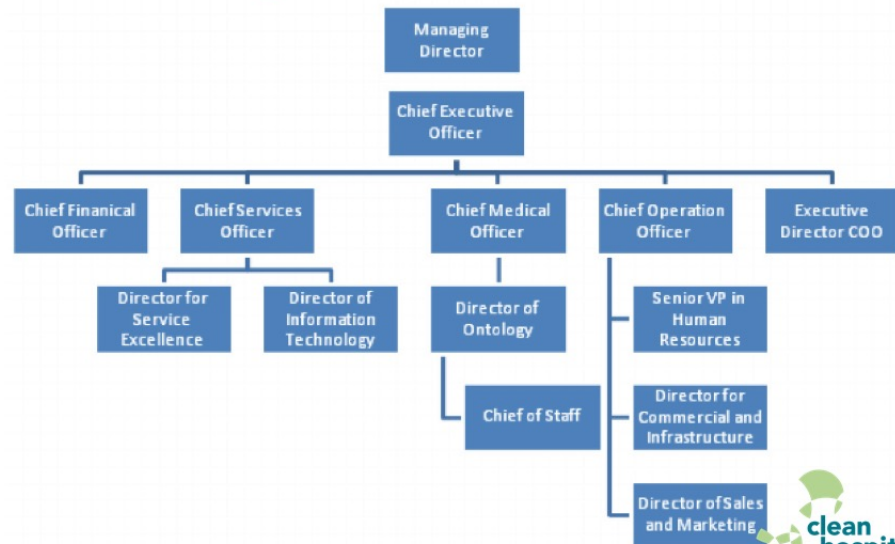 Managing
Director
Chief Executive
Officer
Chief Finanical
Officer
Chief Services
Officer
Chief Medical
Officer
Chief Operation
Officer
Executive
Director COO
Director for
Service
Excellence
Director of
Information
Technology
Director of
Ontology
Senior VP in
Human
Resources
Chief of Staff
Director for
Commercial and
Infrastructure
Director of Sales
and Marketing
clean